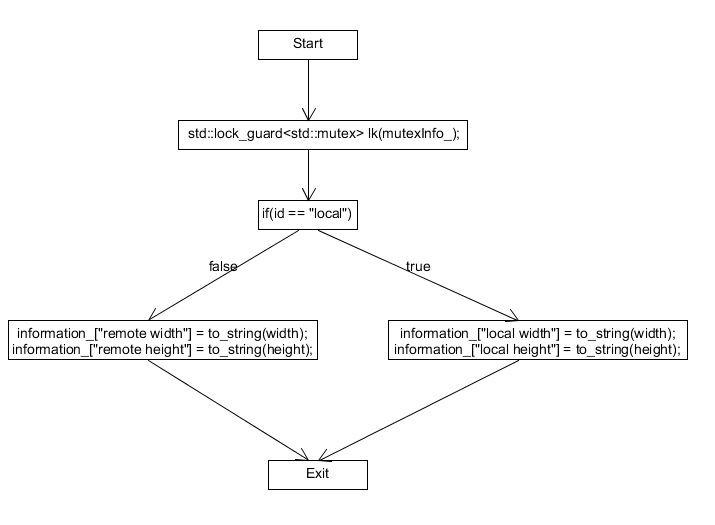 Start
std::lock_guard<std::mutex> lk(mutexInfo_);
if(id == "local")
false
true
information_["remote width"] = to_string(width);
information_["remote height"] = to_string(height);
information_["local width"] = to_string(width);
information_["local height"] = to_string(height);
Exit